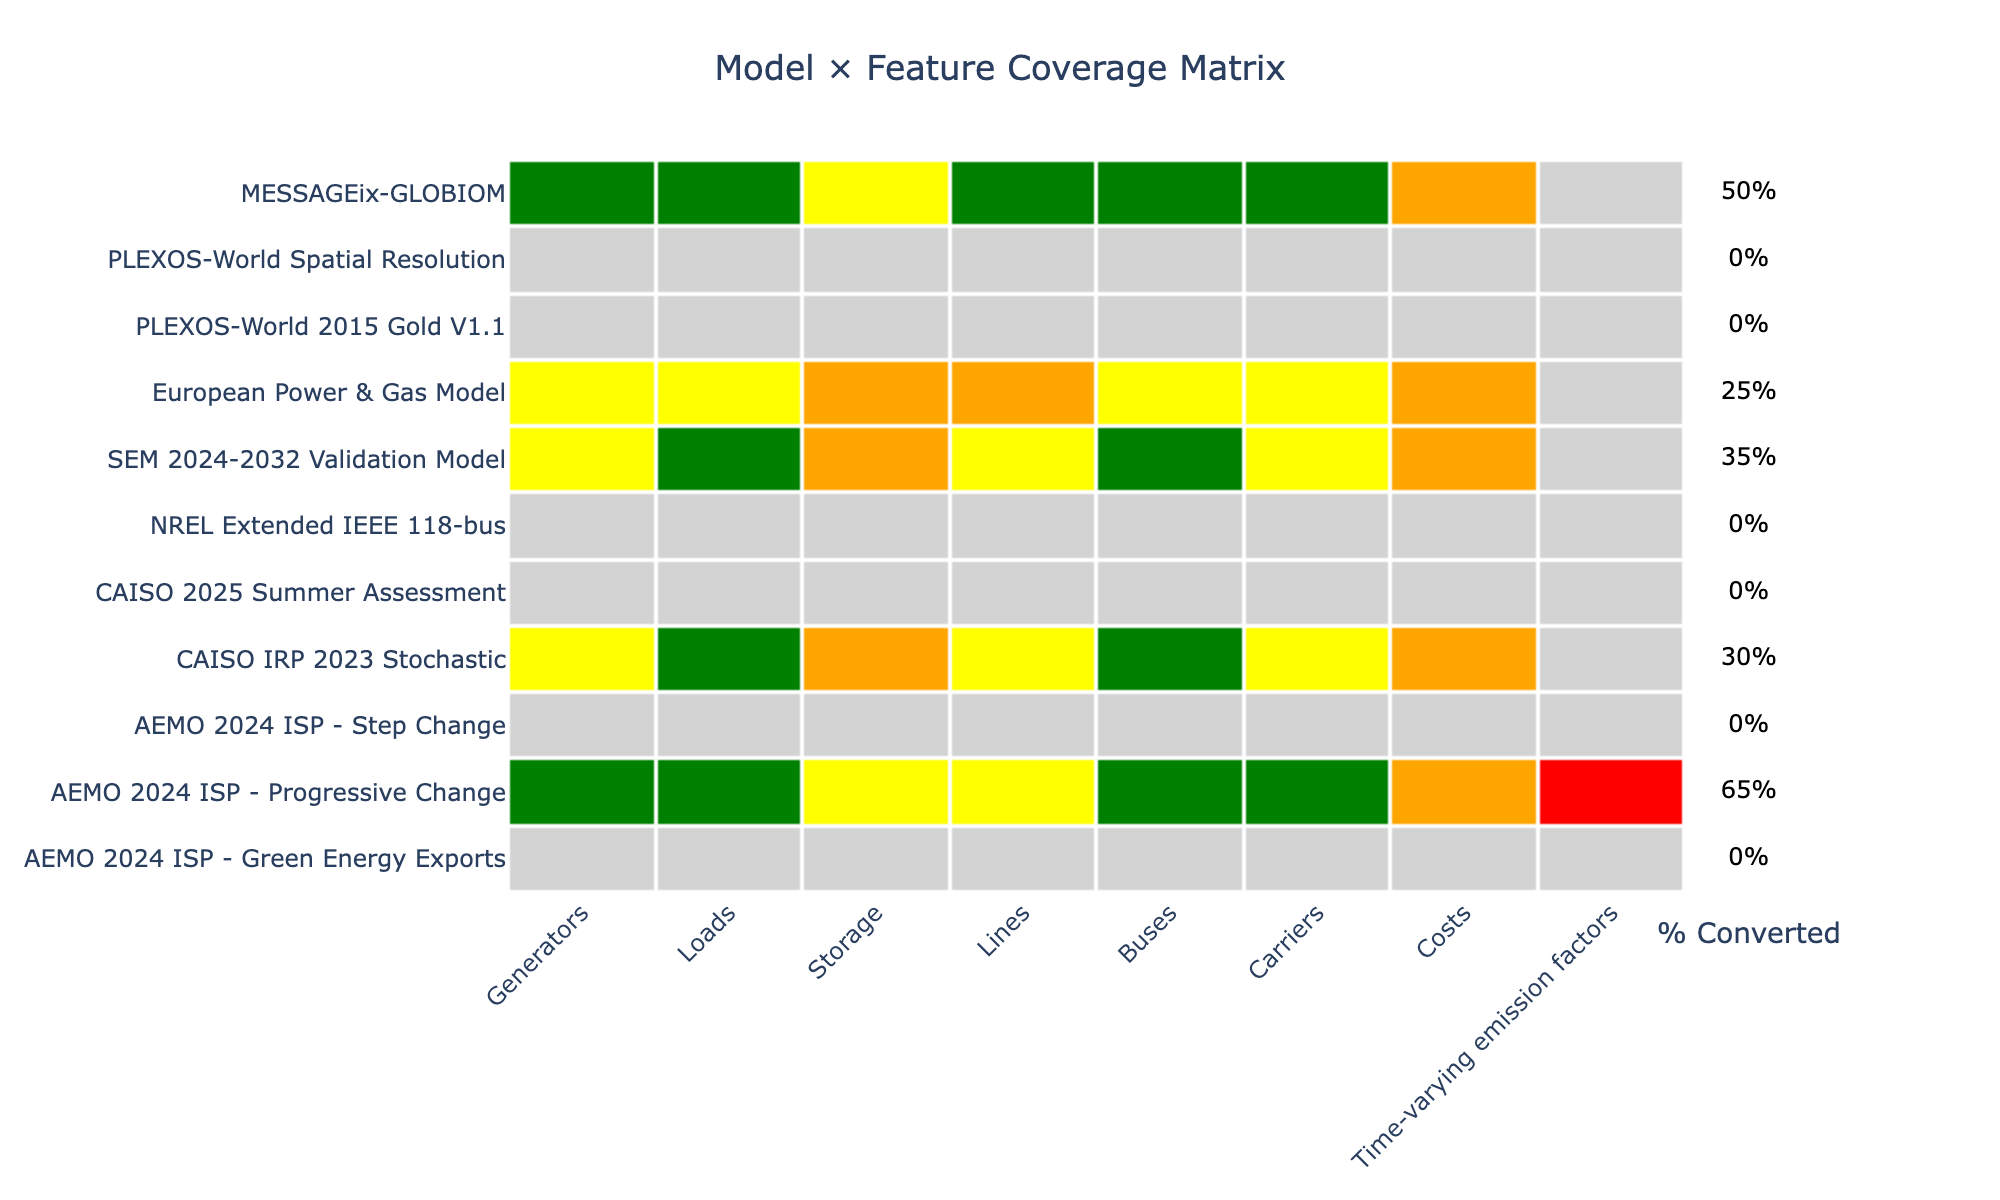 Model × Feature Coverage Matrix
MESSAGEix-GLOBIOM 50%
PLEXOS-World Spatial Resolution 0%
PLEXOS-World 2015 Gold V1.1 0%
European Power & Gas Model 25%
SEM 2024-2032 Validation Model 35%
NREL Extended IEEE 118-bus 0%
CAISO 2025 Summer Assessment 0%
CAISO IRP 2023 Stochastic 30%
AEMO 2024 ISP - Step Change 0%
AEMO 2024 ISP - Progressive Change 65%
AEMO 2024 ISP - Green Energy Exports 0%
Generators
Loads
Storage
Lines
Buses
Carriers
Costs
Time-varying emission factors
% Converted